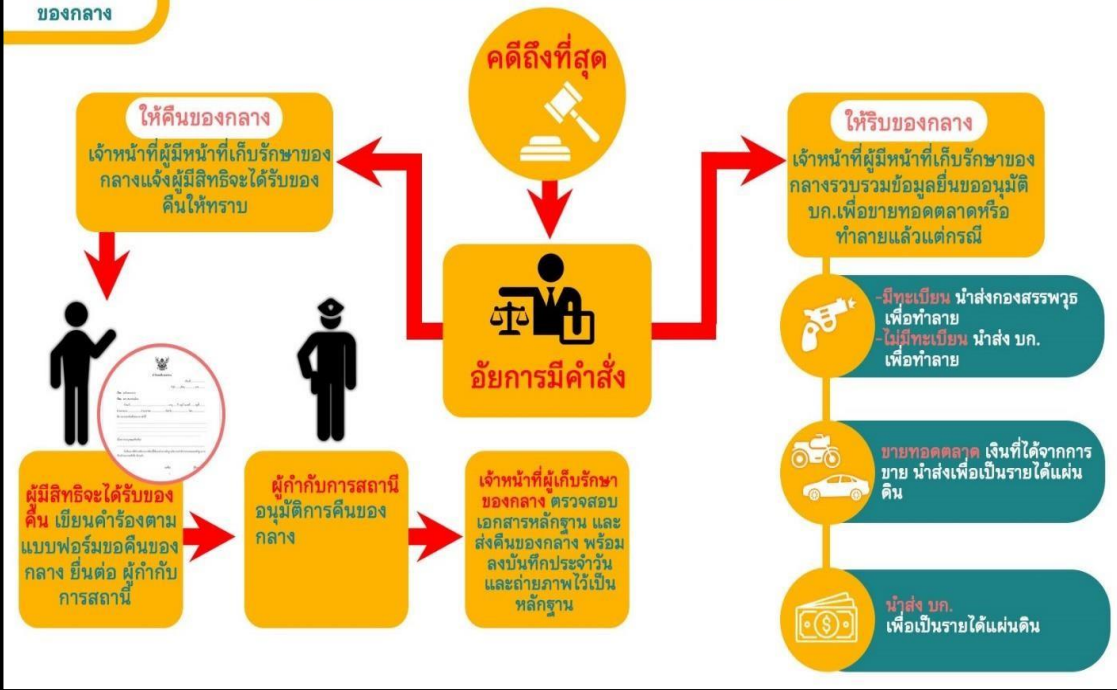 ของกลาง
คดีถึงที่สุด
ให้คืนของกลาง
เจ้าหน้าที่ผู้มีหน้าที่เก็บรักษาของ
กลางแจ้งผู้มีสิทธิจะได้รับของ
คืนให้ทราบ
ให้ริบของกลาง
เจ้าหน้าที่ผู้มีหน้าที่เก็บรักษาของ
กลางรวบรวมข้อมูลยื่นขออนุมัติ
บก.เพื่อขายทอดตลาดหรือ
ทำลายแล้วแต่กรณี
อัยการมีคำสั่ง
-มีทะเบียน นำส่งกองสรรพวุธ
เพื่อทำลาย
-ไม่มีทะเบียน นำส่ง บก.
เพื่อทำลาย
ขายทอดตลาด เงินที่ได้จากการ
ขาย นำส่งเพื่อเป็นรายได้แผ่น
ดิน
นำส่ง บก.
เพื่อเป็นรายได้แผ่นดิน
ผู้มีสิทธิจะได้รับของ
คืน เขียนคำร้องตาม
แบบฟอร์มขอคืนของ
กลาง ยื่นต่อ ผู้กำกับ
การสถานี
ผู้กำกับการสถานี
อนุมัติการคืนของ
กลาง
เจ้าหน้าที่ผู้เก็บรักษา
ของกลาง ตรวจสอบ
เอกสารหลักฐาน และ
ส่งคืนของกลาง พร้อม
ลงบันทึกประจำวัน
และถ่ายภาพไว้เป็น
หลักฐาน